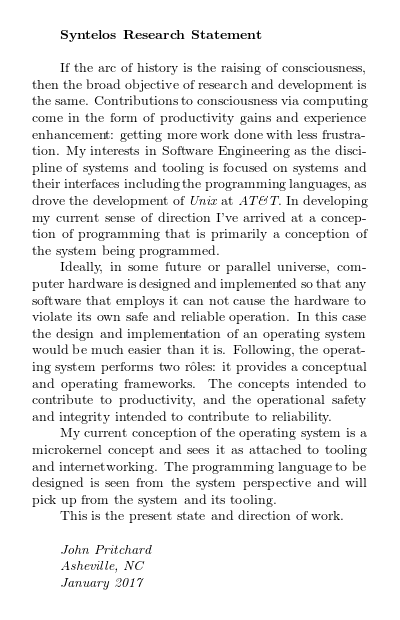 Syntelos Research Statement
If the arc of history is the raising of consciousness,
then the broad objective of research and development is
the same. Contributions to consciousness via computing
come in the form of productivity gains and experience
enhancement: getting more work done with less frustra-
tion. My interests in Software Engineering as the disci-
pline of systems and tooling is focused on systems and
their interfaces including the programming languages, as
drove the development of Unix at AT&T. In developing
my current sense of direction I've arrived at a concep-
tion of programming that is primarily a conception of
the system being programmed.
Ideally, in some future or parallel universe, com-
puter hardware is designed and implemented so that any
software that employs it can not cause the hardware to
violate its own safe and reliable operation. In this case
the design and implementation of an operating system
would be much easier than it is. Following, the operat-
ing system performs two rôles: it provides a conceptual
and operating frameworks. The concepts intended to
contribute to productivity, and the operational safety
and integrity intended to contribute to reliability.
My current conception of the operating system is a
microkernel concept and sees it as attached to tooling
and internetworking. The programming language to be
designed is seen from the system perspective and will
pick up from the system and its tooling.
This is the present state and direction of work.
John Pritchard
Asheville, NC
January 2017